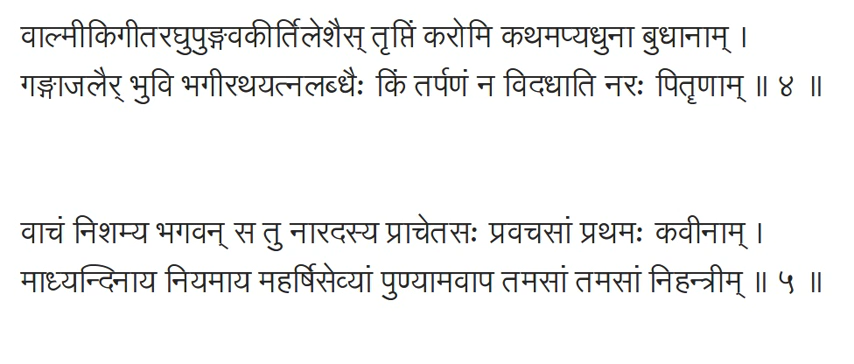 वाल्मीकिगीतरघुपुङ्गवकीर्तिलेशैस् तृप्तिं करोमि कथमप्यधुना बुधानाम् ।
गङ्गाजलैर् भुवि भगीरथयत्नलब्धैः किं तर्पणं न विदधाति नरः पितॄणाम् ॥ ४ ॥
वाचं निशम्य भगवन् स तु नारदस्य प्राचेतसः प्रवचसां प्रथमः कवीनाम् ।
माध्यन्दिनाय नियमाय महर्षिसेव्यां पुण्यामवाप तमसां तमसां निहन्त्रीम् ॥ ५ ॥